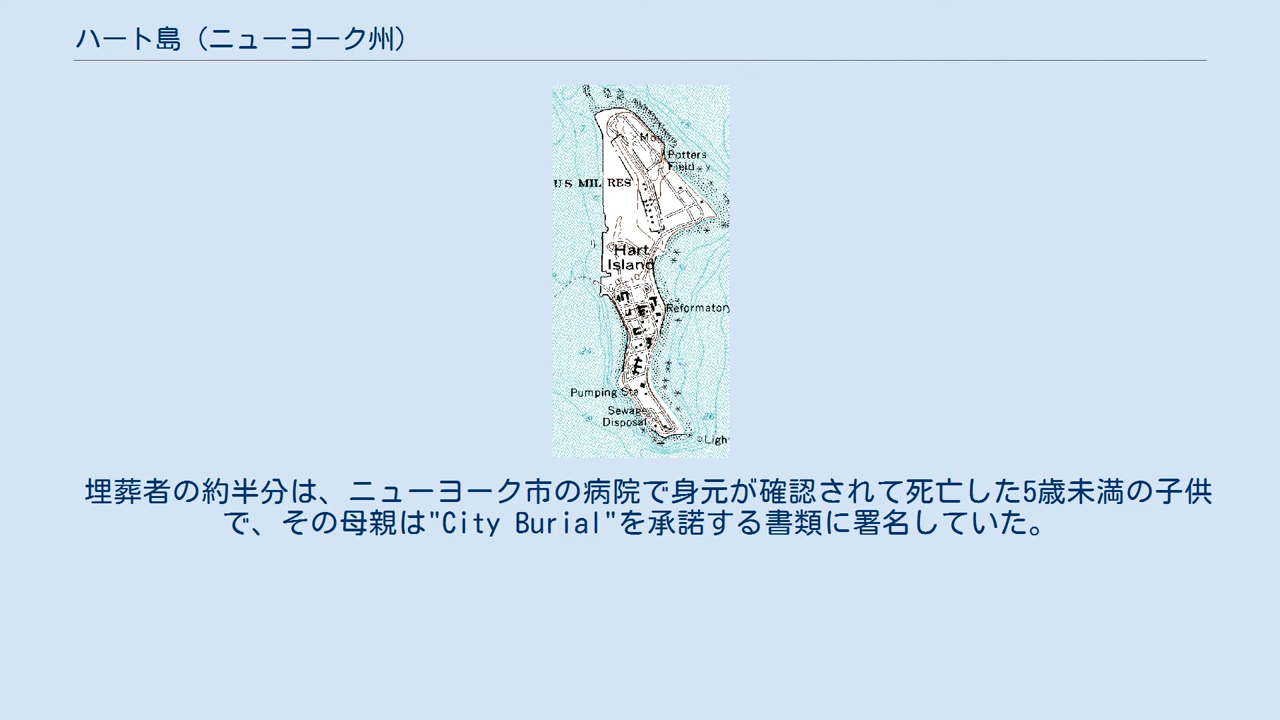 ハート島（ニューヨーク州）
Potters
Field
US MIL RES
Hart
Island
Reformatory
Pumping Sta
Sewage
Disposal
埋葬者の約半分は、ニューヨーク市の病院で身元が確認されて死亡した5歳未満の子供
で、その母親は"City Burial"を承諾する書類に署名していた。